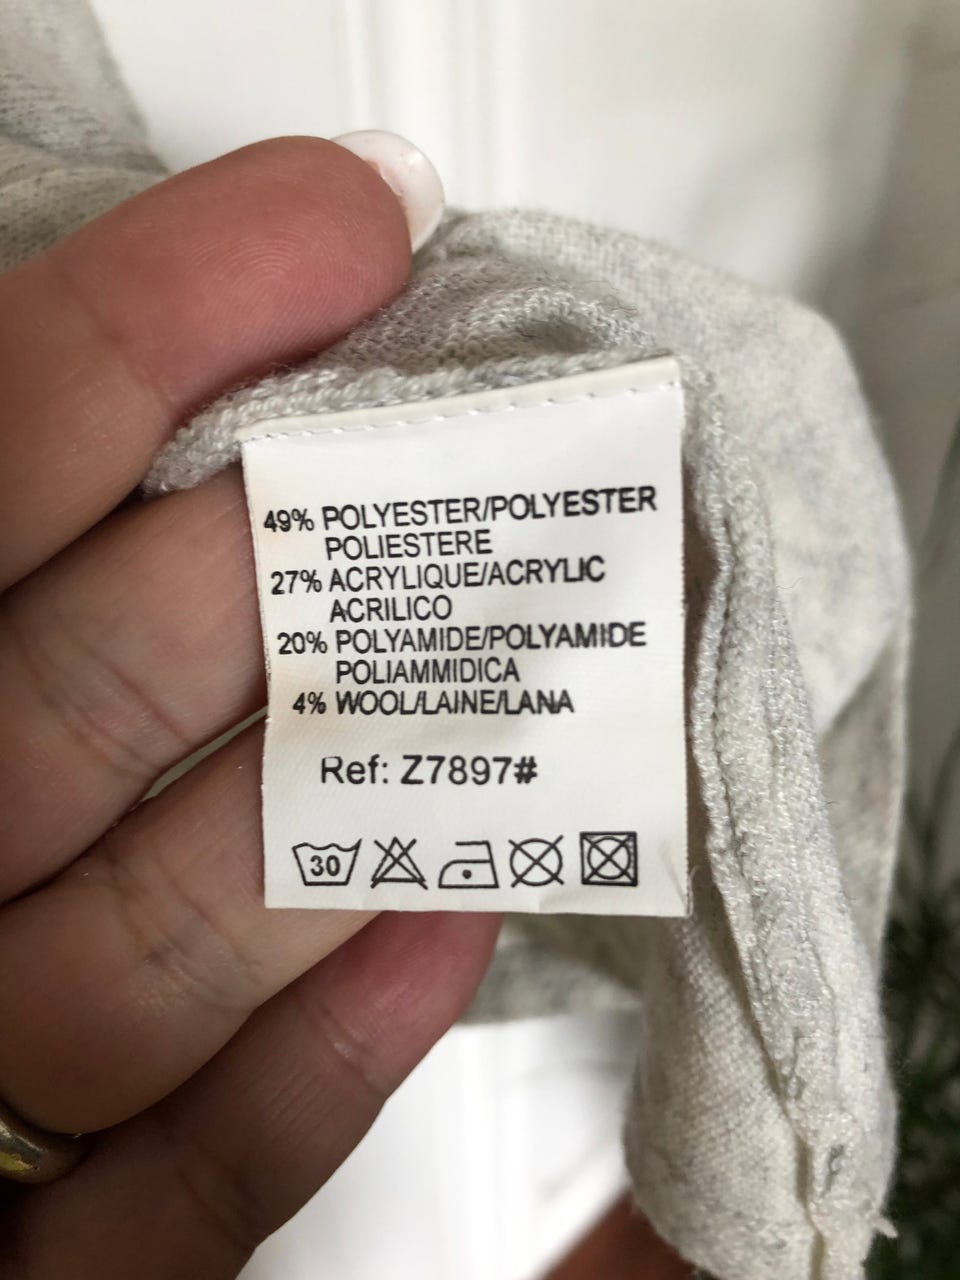 49% POLYESTER/POLYESTER
POLIESTERE
27% ACRYLIQUE/ACRYLIC
ACRILICO
20% POLYAMIDE/POLYAMIDE
POLIAMMIDICA
4% WOOL/LAINE/LANA
Ref: Z7897#
30